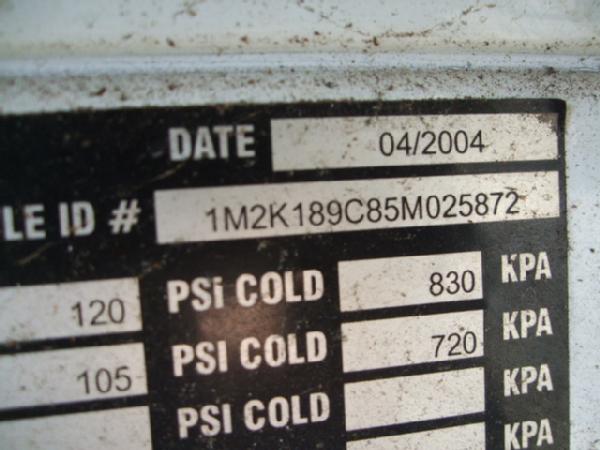 DATE 04/2004
LE ID # 1M2K189C85M025872
120 PSi COLD 830 KPA
105 PSI COLD 720 KPA
PSI COLD KPA
KPA